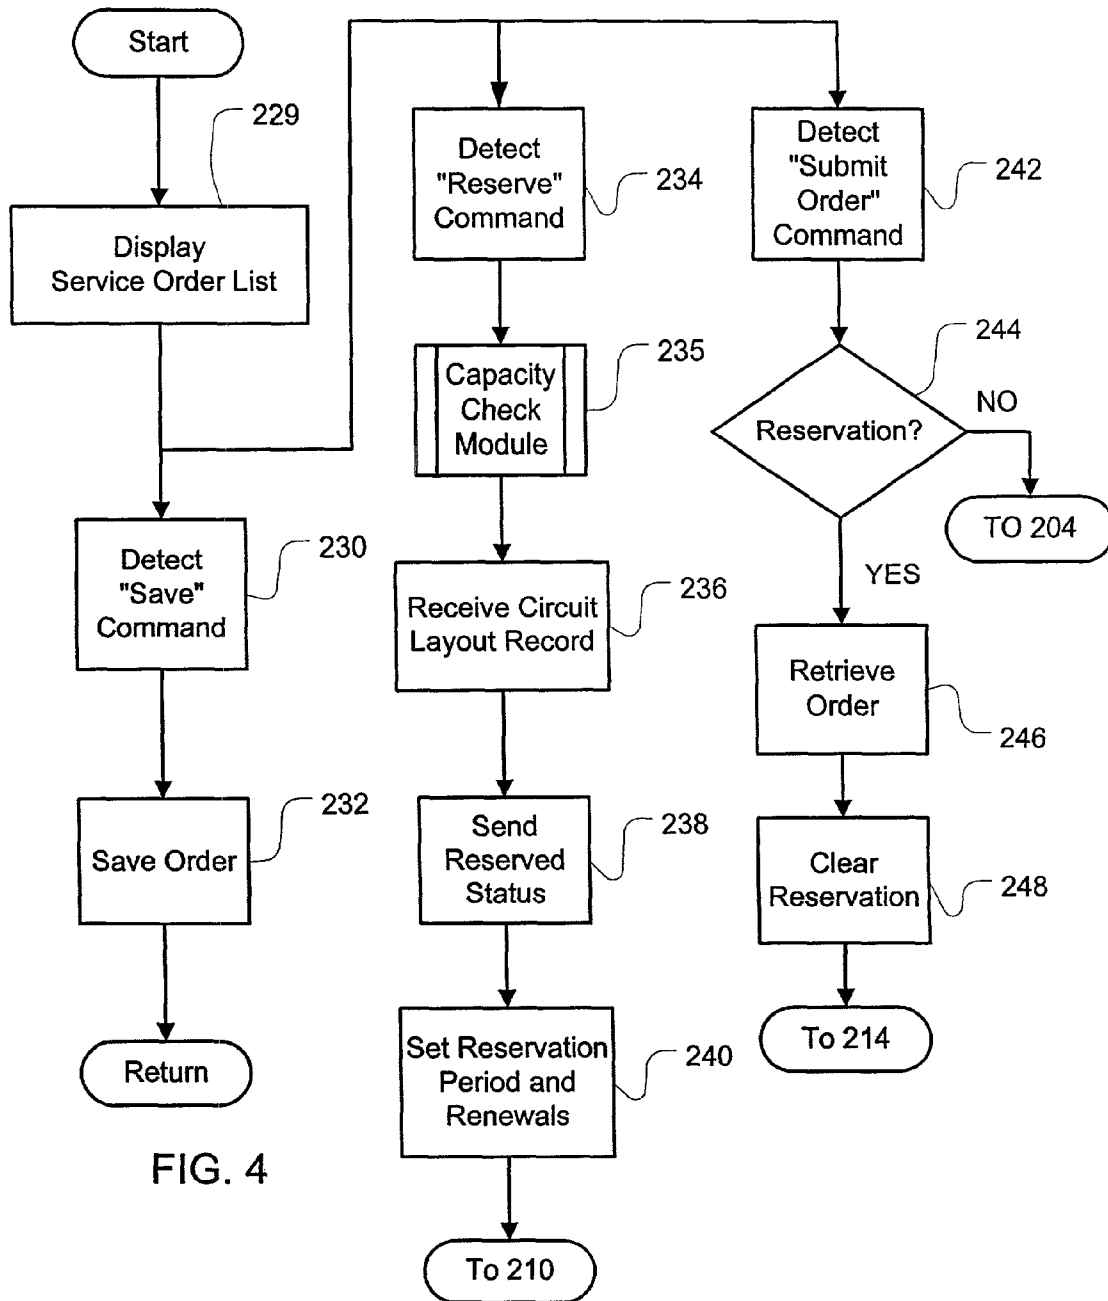 Start
229
Display
Service Order List
Detect
"Save"
Command
230
Save Order
232
Return
FIG. 4
Detect
"Reserve"
Command
234
Capacity
Check
Module
235
Receive Circuit
Layout Record
236
Send
Reserved
Status
238
Set Reservation
Period and
Renewals
240
To 210
Detect
"Submit
Order"
Command
242
Reservation?
244
NO
TO 204
YES
Retrieve
Order
246
Clear
Reservation
248
To 214